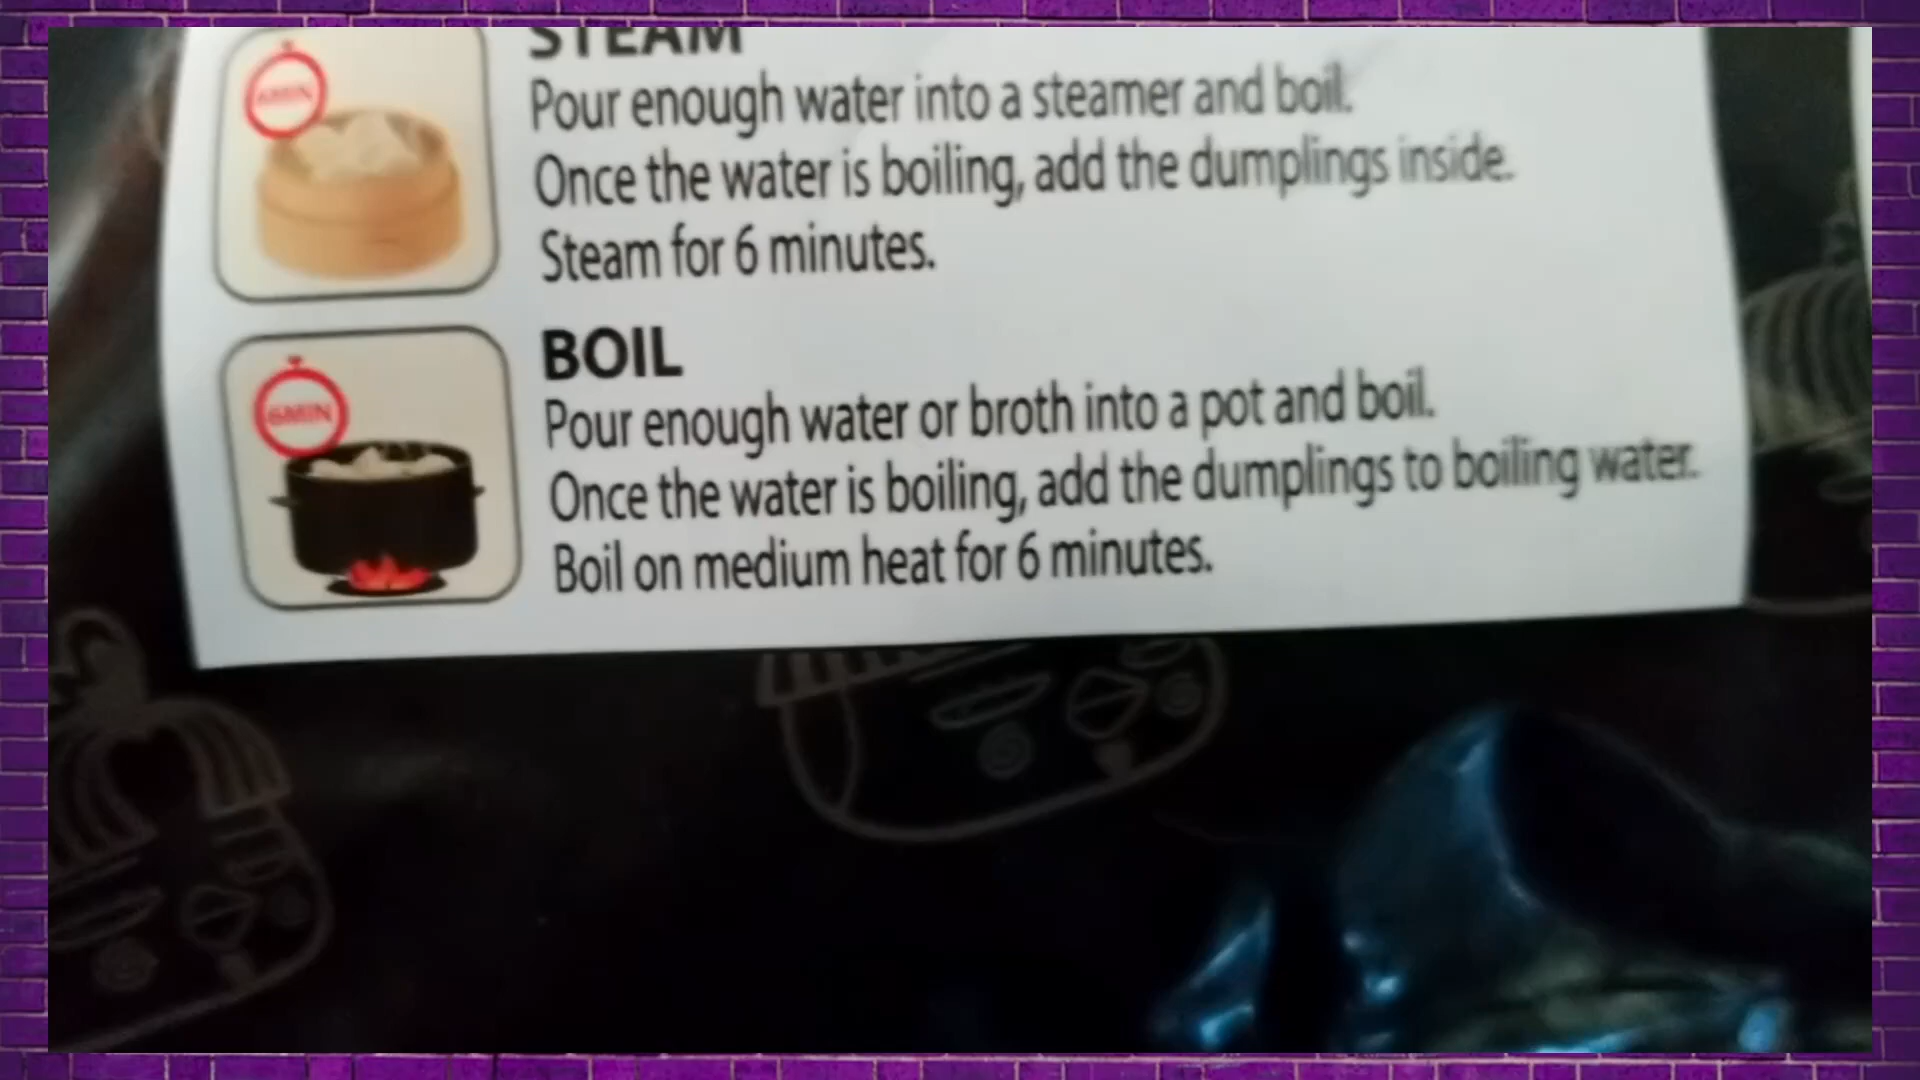 STEAM
Pour enough water into a steamer and boil.
Once the water is boiling, add the dumplings inside.
Steam for 6 minutes.
BOIL
6MIN
Pour enough water or broth into a pot and boil.
Once the water is boiling, add the dumplings to boiling water.
Boil on medium heat for 6 minutes.